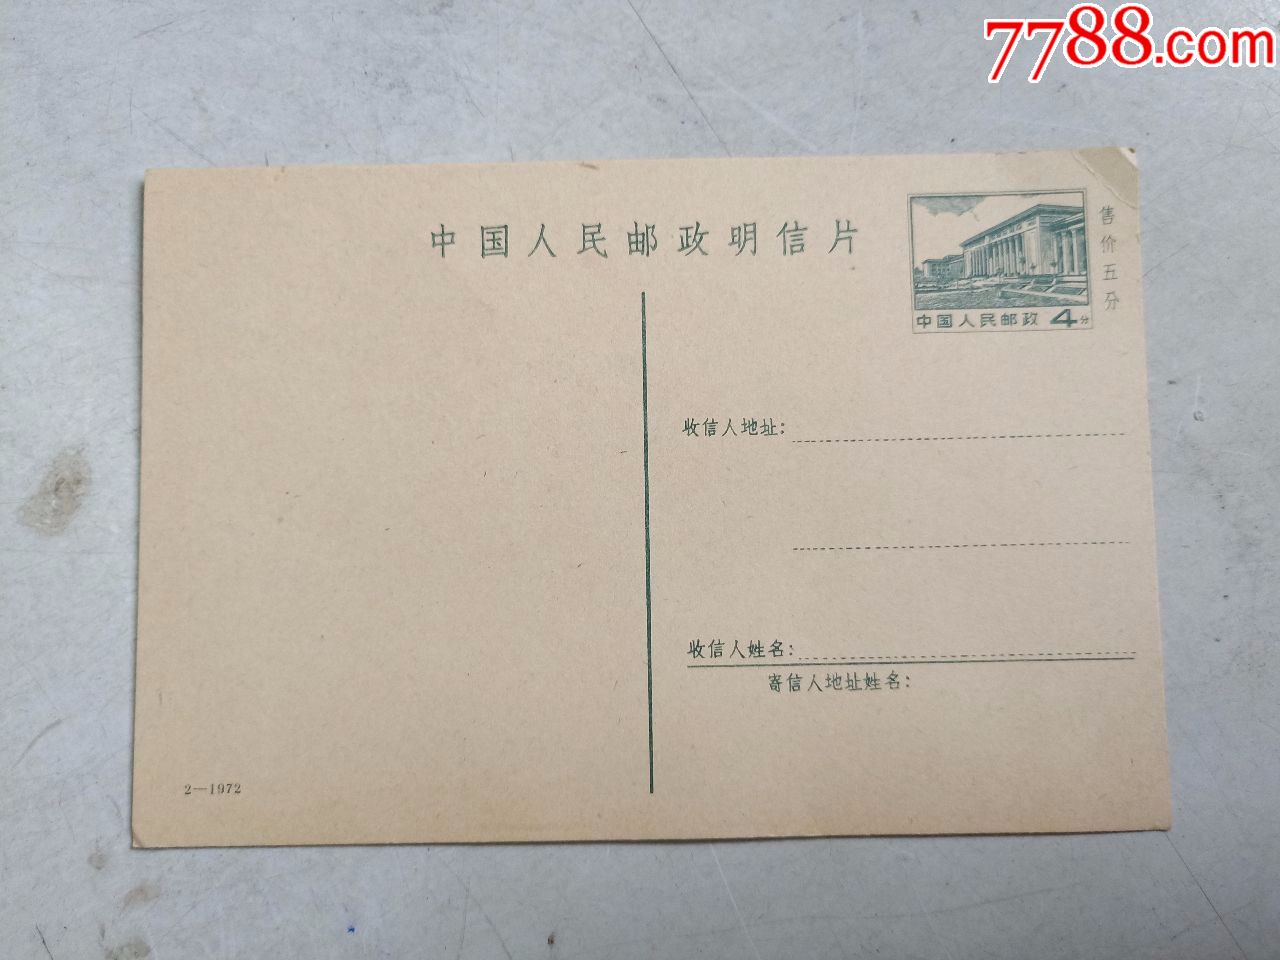 7788.com
中国人民邮政明信片
售价五分
中国人民邮政 4分
收信人地址：
收信人姓名：
寄信人地址姓名：
2—1972